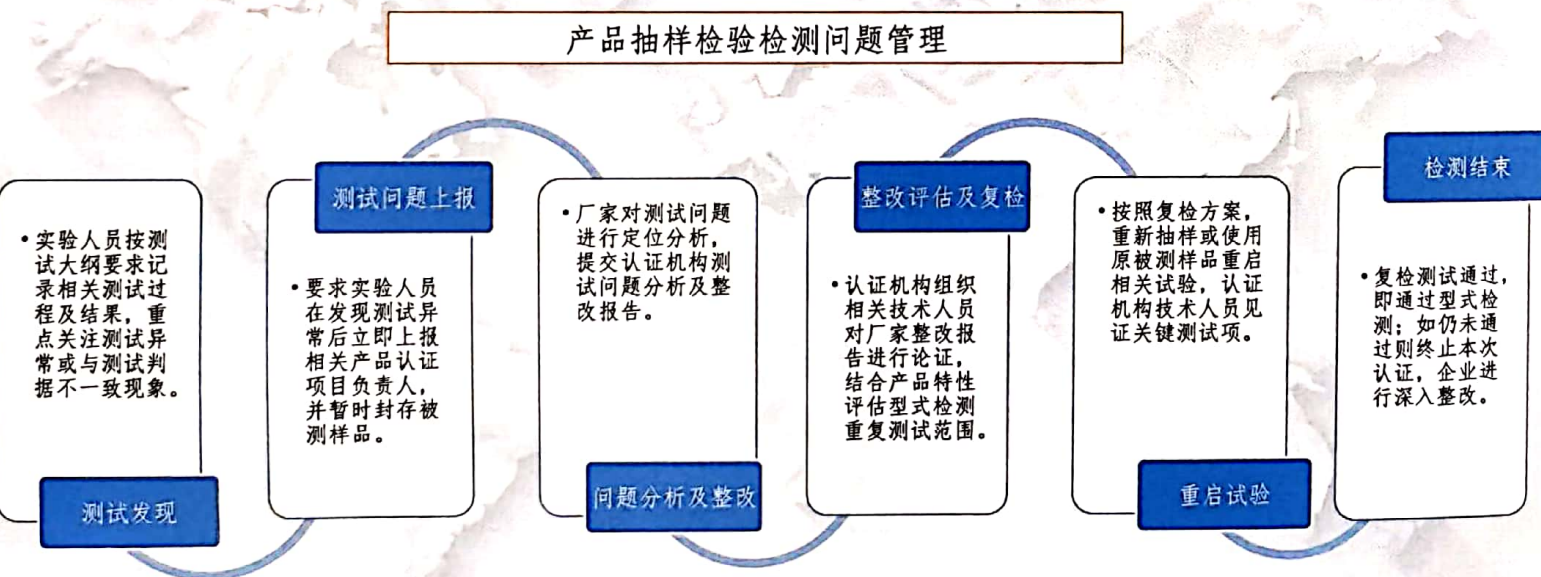 产品抽样检验检测问题管理
•实验人员按测
试大纲要求记
录相关测试过
程及结果，重
点关注测试异
常或与测试判
据不一致现象。
测试发现
测试问题上报
•要求实验人员
在发现测试异
常后立即上报
相关产品认证
项目负责人，
并暂时封存被
测样品。
•厂家对测试问题
进行定位分析，
提交认证机构测
试问题分析及整
改报告。
问题分析及整改
整改评估及复检
•认证机构组织
相关技术人员
对厂家整改报
告进行论证，
结合产品特性
评估型式检测
重复测试范围。
•按照复检方案，
重新抽样或使用
原被测样品重启
相关试验，认证
机构技术人员见
证关键测试项。
重启试验
检测结束
•复检测试通过，
即通过型式检
测；如仍未通
过则终止本次
认证，企业进
行深入整改。